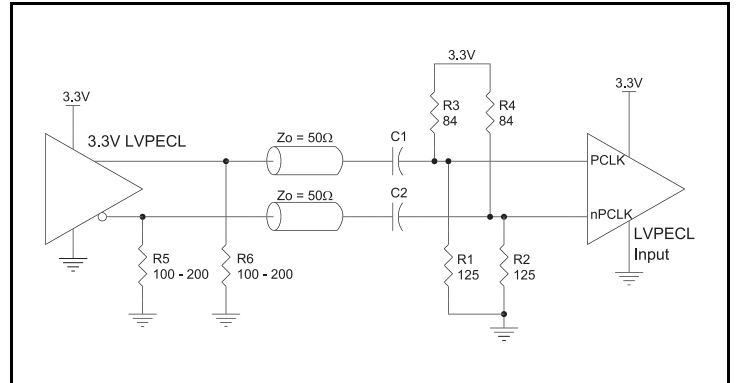 3.3V
3.3V
3.3V
3.3V LVPECL
R3
84
R4
84
Zo = 50Ω
C1
PCLK
Zo = 50Ω
C2
nPCLK
LVPECL
Input
R5
100 - 200
R6
100 - 200
R1
125
R2
125